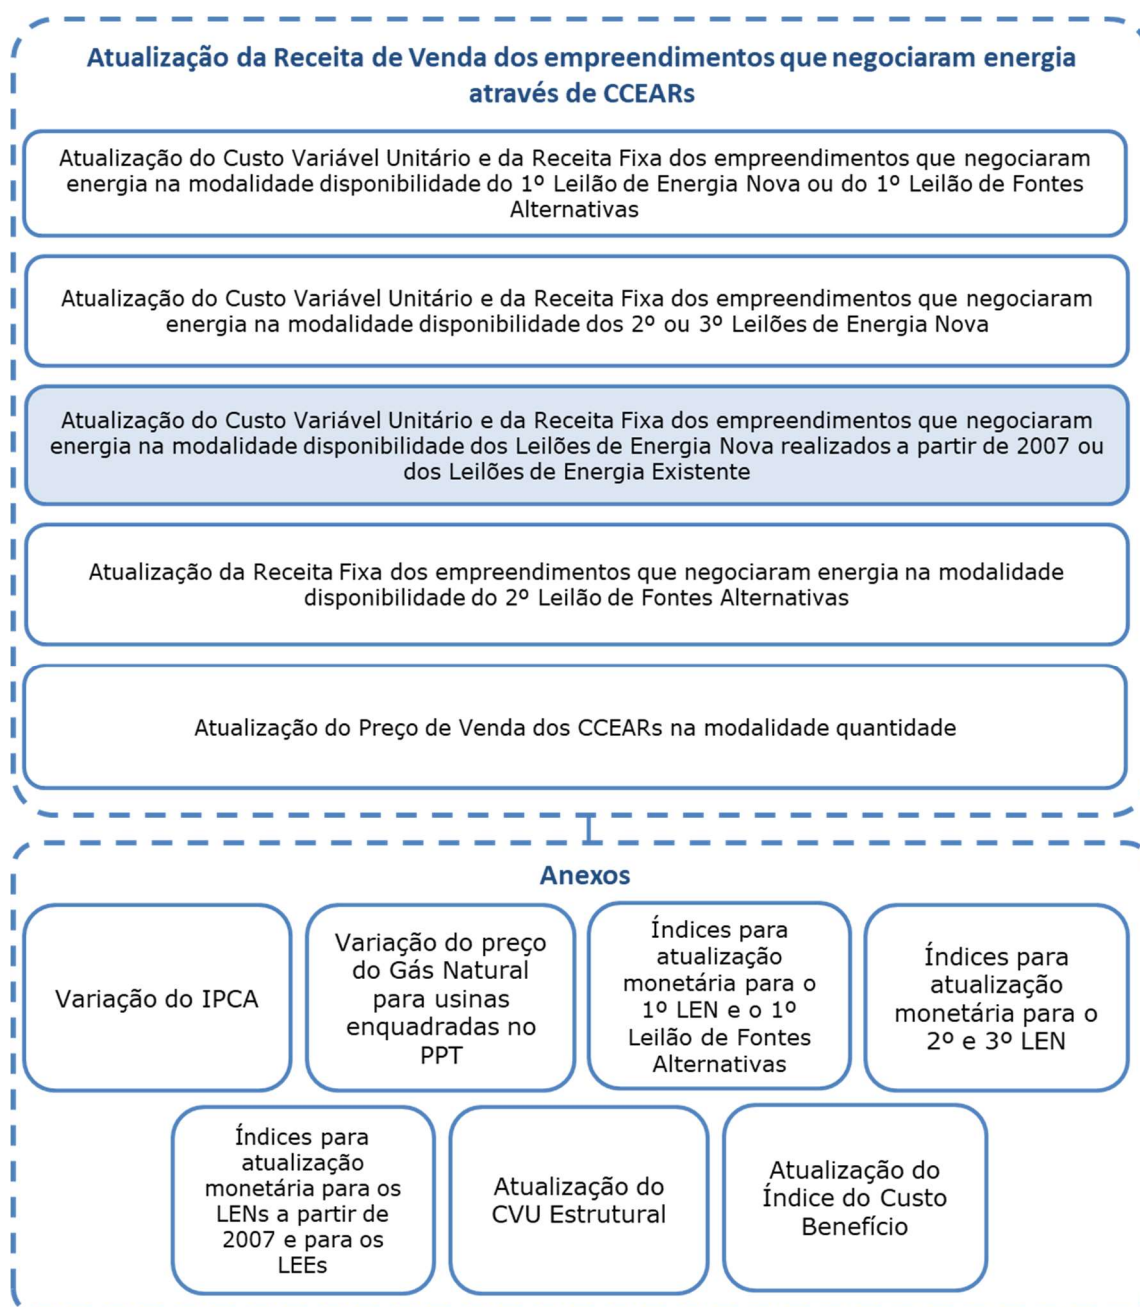 Atualização da Receita de Venda dos empreendimentos que negociaram energia
através de CCEARs
Atualização do Custo Variável Unitário e da Receita Fixa dos empreendimentos que negociaram
energia na modalidade disponibilidade do 1º Leilão de Energia Nova ou do 1º Leilão de Fontes
Alternativas
Atualização do Custo Variável Unitário e da Receita Fixa dos empreendimentos que negociaram
energia na modalidade disponibilidade dos 2º ou 3º Leilões de Energia Nova
Atualização do Custo Variável Unitário e da Receita Fixa dos empreendimentos que negociaram
energia na modalidade disponibilidade dos Leilões de Energia Nova realizados a partir de 2007 ou
dos Leilões de Energia Existente
Atualização da Receita Fixa dos empreendimentos que negociaram energia na modalidade
disponibilidade do 2º Leilão de Fontes Alternativas
Atualização do Preço de Venda dos CCEARs na modalidade quantidade
Anexos
Variação do IPCA
Variação do preço
do Gás Natural
para usinas
enquadradas no
PPT
Índices para
atualização
monetária para o
1º LEN e o 1º
Leilão de Fontes
Alternativas
Índices para
atualização
monetária para o
2º e 3º LEN
Índices para
atualização
monetária para os
LENs a partir de
2007 e para os
LEEs
Atualização do
CVU Estrutural
Atualização do
Índice do Custo
Benefício